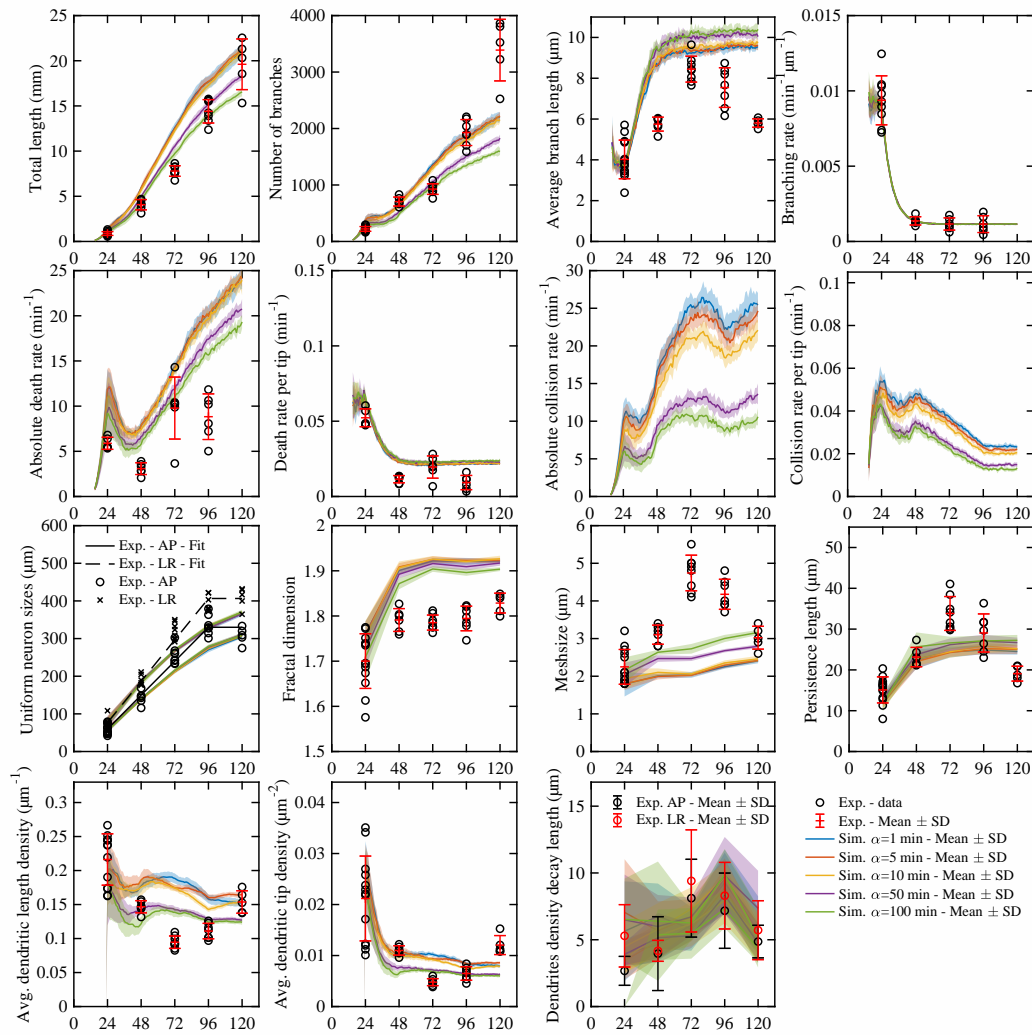 Total length (mm)
25
20
15
10
5
0
0 24 48 72 96 120
Number of branches
4000
3000
2000
1000
0
0 24 48 72 96 120
Average branch length (μm)
10
8
6
4
2
0
0 24 48 72 96 120
Branching rate (min⁻¹μm⁻¹)
0.015
0.01
0.005
0
0 24 48 72 96 120
Absolute death rate (min⁻¹)
25
20
15
10
5
0
0 24 48 72 96 120
Death rate per tip (min⁻¹)
0.15
0.1
0.05
0
0 24 48 72 96 120
Absolute collision rate (min⁻¹)
30
25
20
15
10
5
0
0 24 48 72 96 120
Collision rate per tip (min⁻¹)
0.1
0.08
0.06
0.04
0.02
0
0 24 48 72 96 120
Uniform neuron sizes (μm)
600
500
400
300
200
100
0
Exp. - AP - Fit
Exp. - LR - Fit
Exp. - AP
Exp. - LR
0 24 48 72 96 120
Fractal dimension
2
1.9
1.8
1.7
1.6
1.5
0 24 48 72 96 120
Meshsize (μm)
6
5
4
3
2
1
0
0 24 48 72 96 120
Persistence length (μm)
50
40
30
20
10
0
0 24 48 72 96 120
Avg. dendritic length density (μm⁻¹)
0.3
0.25
0.2
0.15
0.1
0.05
0
0 24 48 72 96 120
Avg. dendritic tip density (μm⁻²)
0.04
0.03
0.02
0.01
0
0 24 48 72 96 120
Dendrites density decay length (μm)
15
10
5
0
Exp. AP - Mean ± SD
Exp. LR - Mean ± SD
0 24 48 72 96 120
Exp. - data
Exp. - Mean ± SD
Sim. α=1 min - Mean ± SD
Sim. α=5 min - Mean ± SD
Sim. α=10 min - Mean ± SD
Sim. α=50 min - Mean ± SD
Sim. α=100 min - Mean ± SD